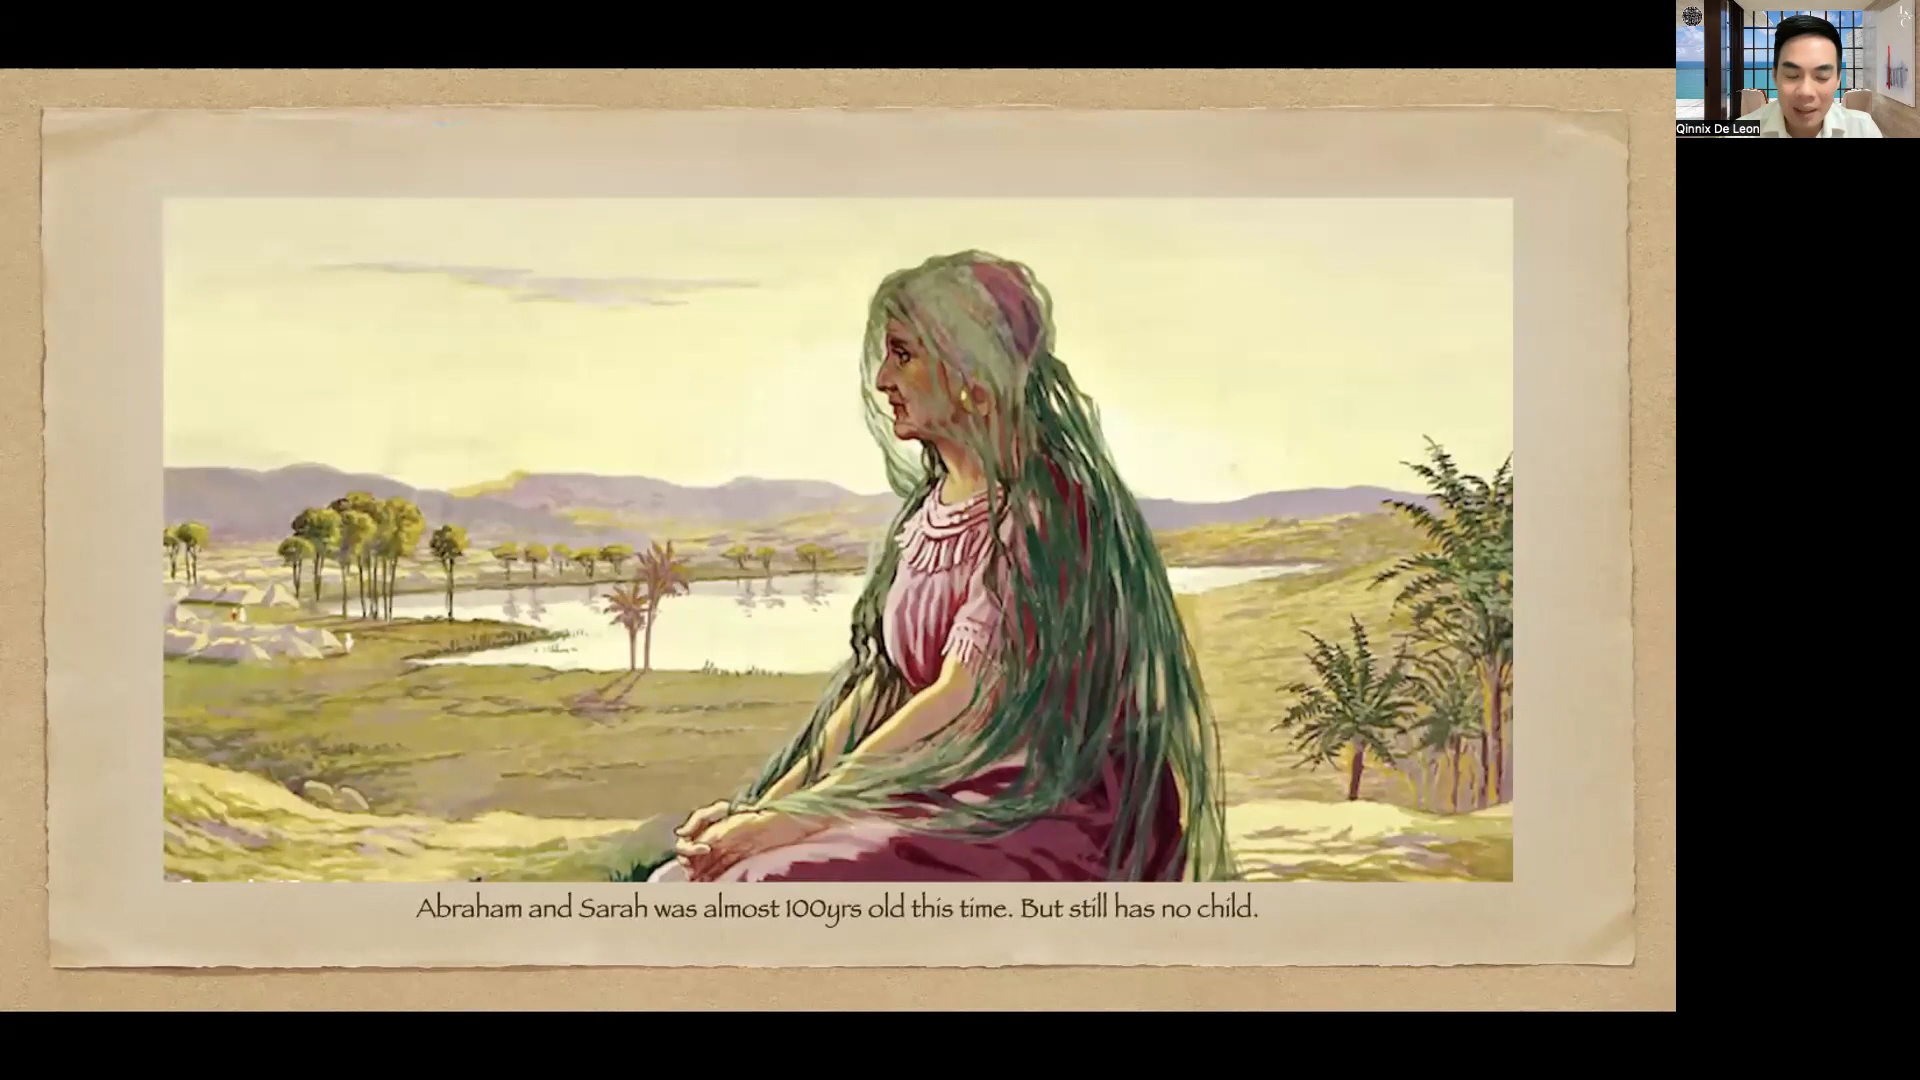 Qinnix De Leon
Abraham and Sarah was almost 100yrs old this time. But still has no child.